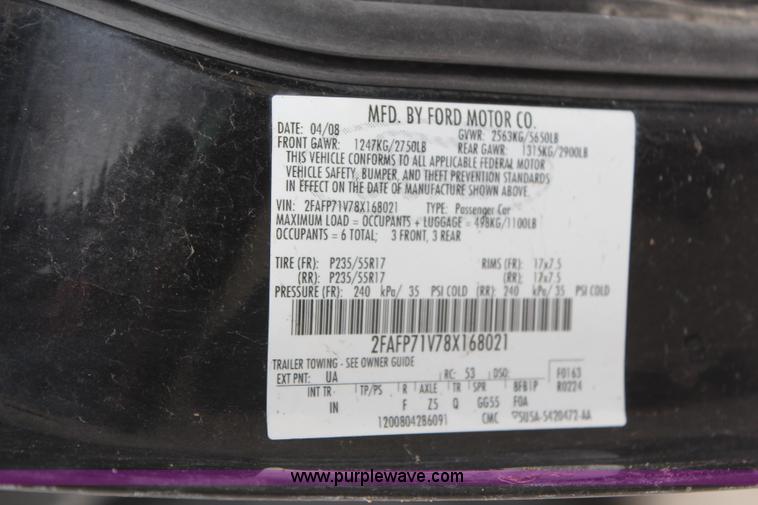 MFD. BY FORD MOTOR CO.
DATE: 04/08 GVWR: 2563KG/5650LB
FRONT GAWR: 1247KG/2750LB REAR GAWR: 1315KG/2900LB
THIS VEHICLE CONFORMS TO ALL APPLICABLE FEDERAL MOTOR
VEHICLE SAFETY, BUMPER, AND THEFT PREVENTION STANDARDS
IN EFFECT ON THE DATE OF MANUFACTURE SHOWN ABOVE.
VIN: 2FAFP71V78X168021 TYPE: Passenger Car
MAXIMUM LOAD = OCCUPANTS + LUGGAGE = 498KG/1100LB
OCCUPANTS = 6 TOTAL; 3 FRONT, 3 REAR
TIRE (FR): P235/55R17 RIMS (FR): 17x7.5
(RR): P235/55R17 (RR): 17x7.5
PRESSURE (FR): 240 kPa/ 35 PSI COLD (RR): 240 kPa/ 35 PSI COLD
2FAFP71V78X168021
TRAILER TOWING - SEE OWNER GUIDE
EXT PNT: UA RC: 53 DSO: F0163
INT TR TP/PS R AXLE TR SPR BFB1P R0224
IN F Z5 Q GG55 F0A
1200804286091 CMC 5U5A-5420472-AA
www.purplewave.com